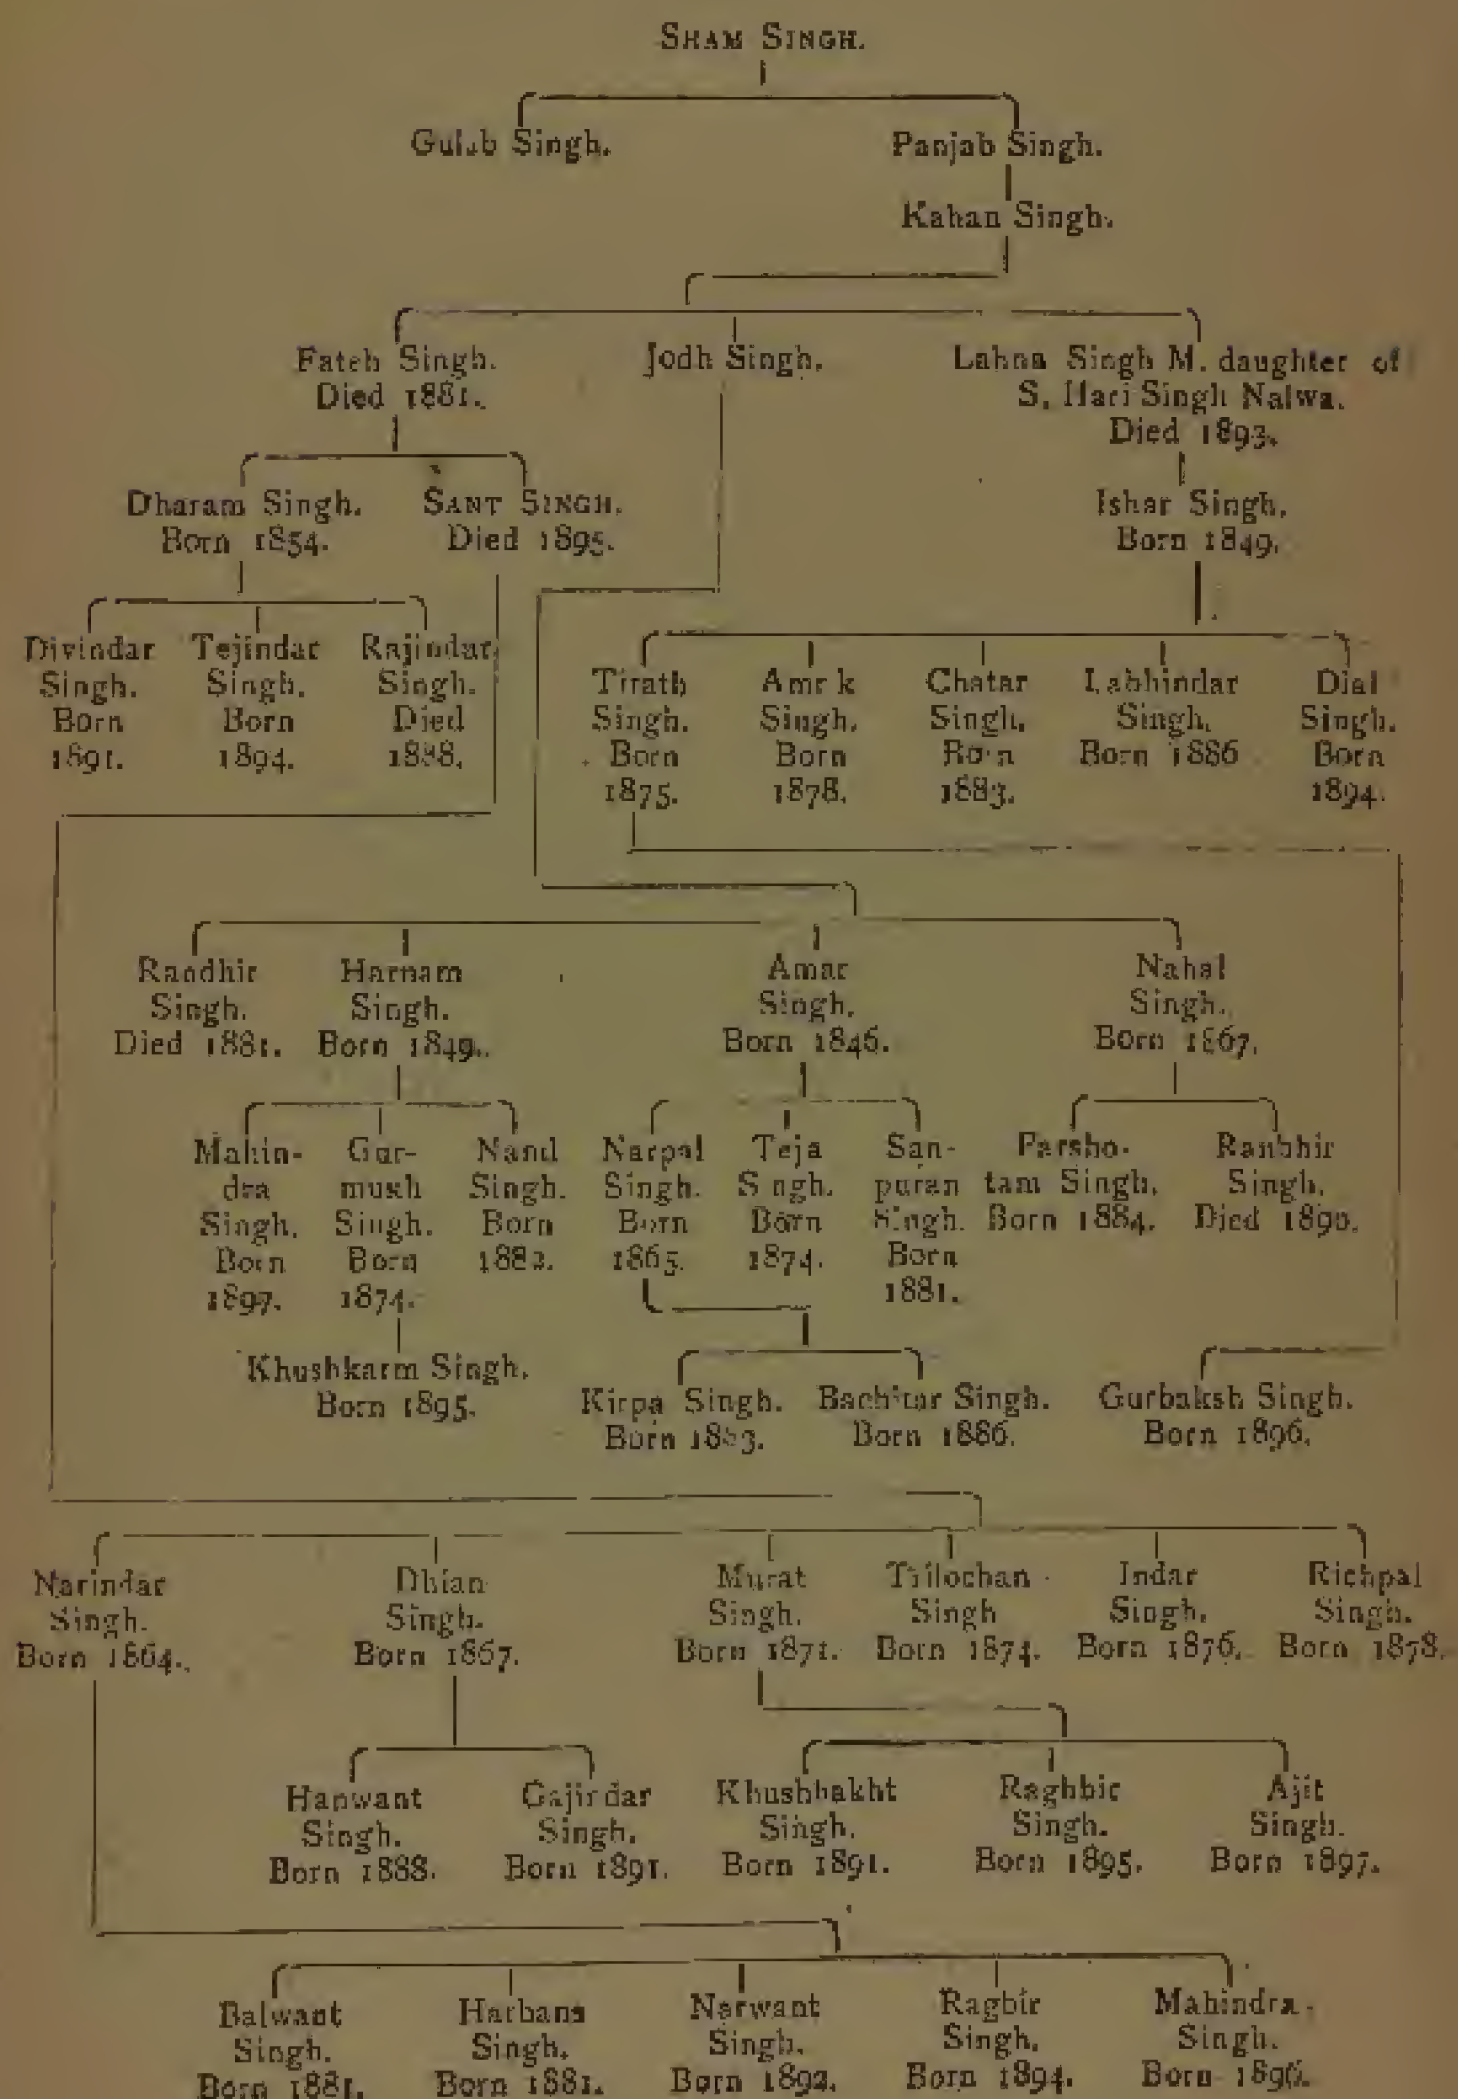 SHAM SINGH.
Gulab Singh. Panjab Singh.
Kahan Singh.
Fateh Singh. Jodh Singh. Lahna Singh M. daughter of
Died 1881. S. Hari Singh Nalwa.
Died 1893.
Dharam Singh. SANT SINGH. Ishar Singh.
Born 1854. Died 1895. Born 1849.
Divindar Tejindar Rajindar
Singh. Singh. Singh.
Born Born Died
1891. 1894. 1888.
Tirath Amrik Chatar Labhindar Dial
Singh. Singh. Singh. Singh. Singh.
Born Born Born Born 1886 Born
1875. 1878. 1883. 1894.
Randhir Harnam Amar Nahal
Singh. Singh. Singh. Singh.
Died 1881. Born 1849. Born 1846. Born 1867.
Mahin- Gur- Nand Narpal Teja San- Parsho- Ranbhir
dra mukh Singh. Singh. Singh. puran tam Singh. Singh.
Singh. Singh. Born Born Born Singh. Born 1884. Died 1890.
Born Born 1882. 1865. 1874. Born
1897. 1874. 1881.
Khushkarm Singh. Kirpa Singh. Bachitar Singh. Gurbaksh Singh.
Born 1895. Born 1883. Born 1886. Born 1896.
Narindar Dhian Murat Trilochan Indar Richpal
Singh. Singh. Singh. Singh Singh. Singh.
Born 1864. Born 1867. Born 1871. Born 1874. Born 1876. Born 1878.
Hanwant Gajindar Khushbakht Raghbir Ajit
Singh. Singh. Singh. Singh. Singh.
Born 1888. Born 1891. Born 1891. Born 1895. Born 1897.
Balwant Harbans Narwant Ragbir Mahindra
Singh. Singh. Singh. Singh. Singh.
Born 1881. Born 1881. Born 1892. Born 1894. Born 1896.